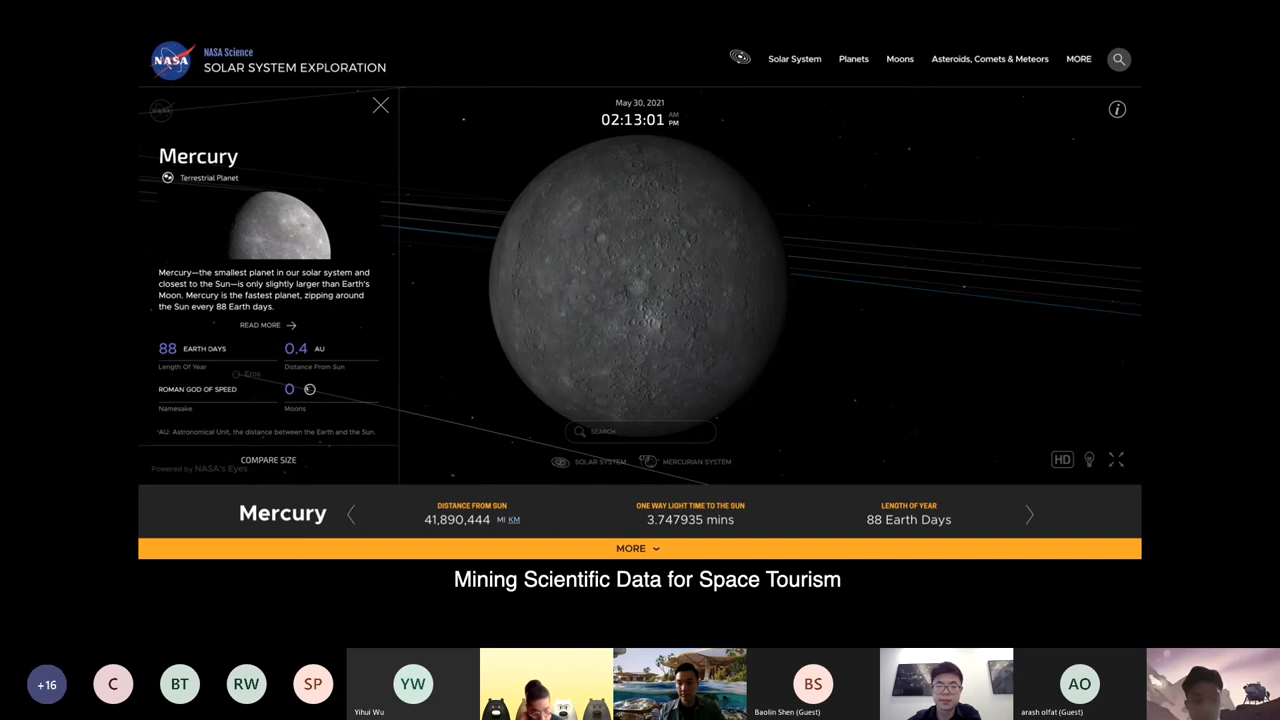 NASA
NASA Science
SOLAR SYSTEM EXPLORATION
Solar System
Planets
Moons
Asteroids, Comets & Meteors
MORE
May 30, 2021
02:13:01 AM PM
Mercury
Terrestrial Planet
Mercury—the smallest planet in our solar system and
closest to the Sun—is only slightly larger than Earth's
Moon. Mercury is the fastest planet, zipping around
the Sun every 88 Earth days.
READ MORE
88 EARTH DAYS
Length Of Year
0.4 AU
Distance From Sun
Eros
ROMAN GOD OF SPEED
Namesake
0
Moons
*AU: Astronomical Unit, the distance between the Earth and the Sun.
COMPARE SIZE
Powered by NASA's Eyes
SEARCH
SOLAR SYSTEM
MERCURIAN SYSTEM
HD
Mercury
DISTANCE FROM SUN
41,890,444 MI KM
ONE WAY LIGHT TIME TO THE SUN
3.747935 mins
LENGTH OF YEAR
88 Earth Days
MORE
Mining Scientific Data for Space Tourism
+16
C
BT
RW
SP
YW
Yihui Wu
BS
Baolin Shen (Guest)
AO
arash olfat (Guest)